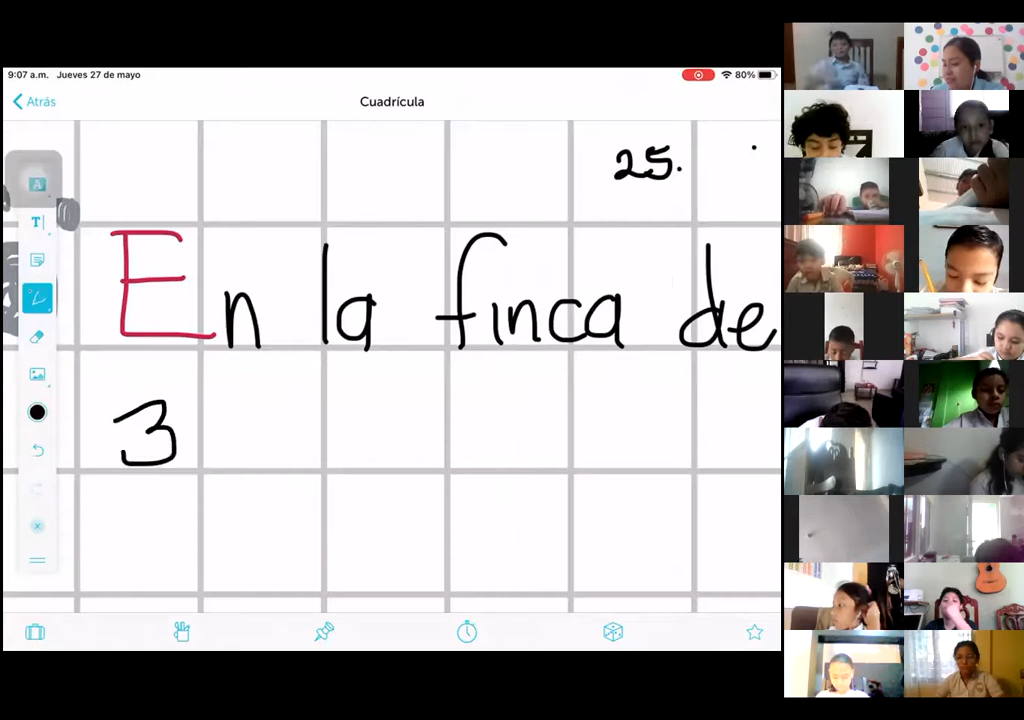 9:07 a.m. Jueves 27 de mayo 80%
Atrás Cuadrícula
25.
En la finca de
3
A
T